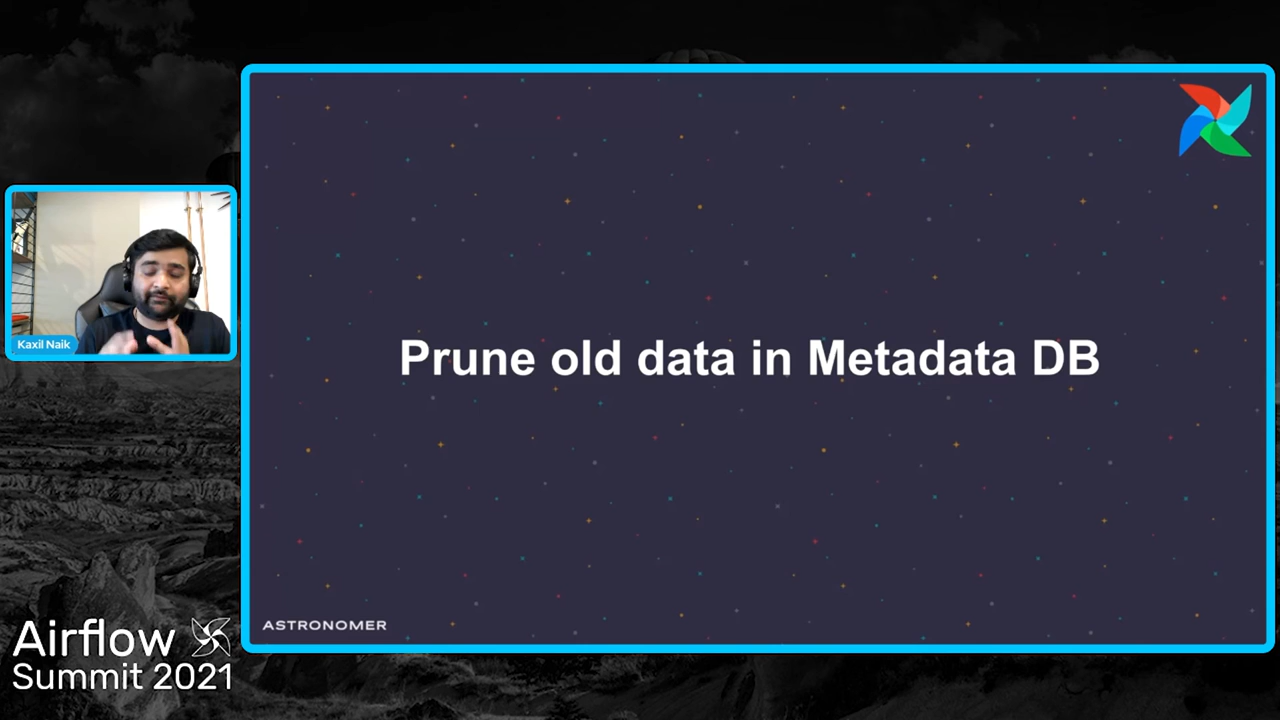 Prune old data in Metadata DB
Kaxil Naik
ASTRONOMER
Airflow
Summit 2021